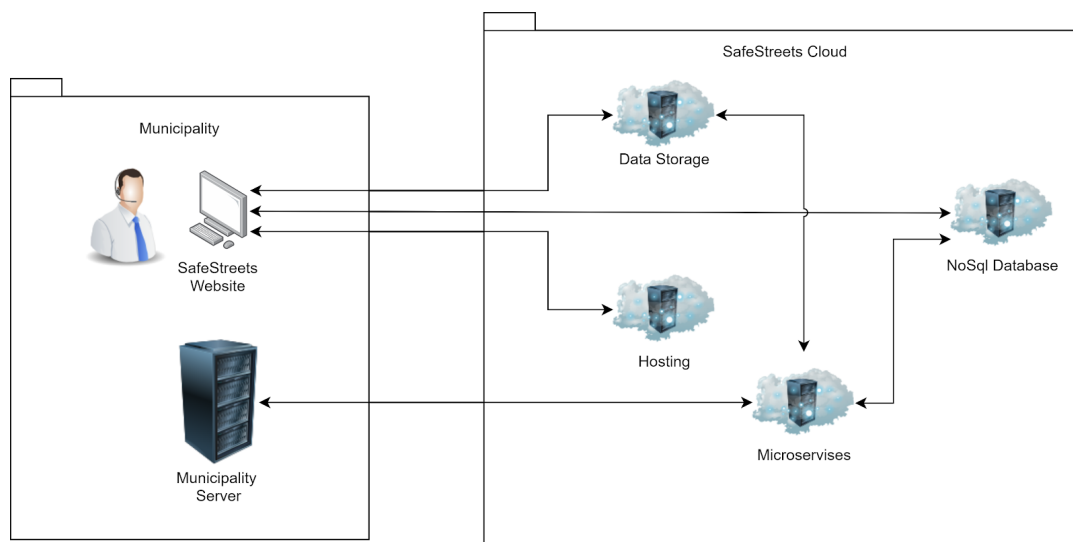 SafeStreets Cloud
Municipality
Data Storage
SafeStreets
Website
NoSql Database
Hosting
Microservises
Municipality
Server